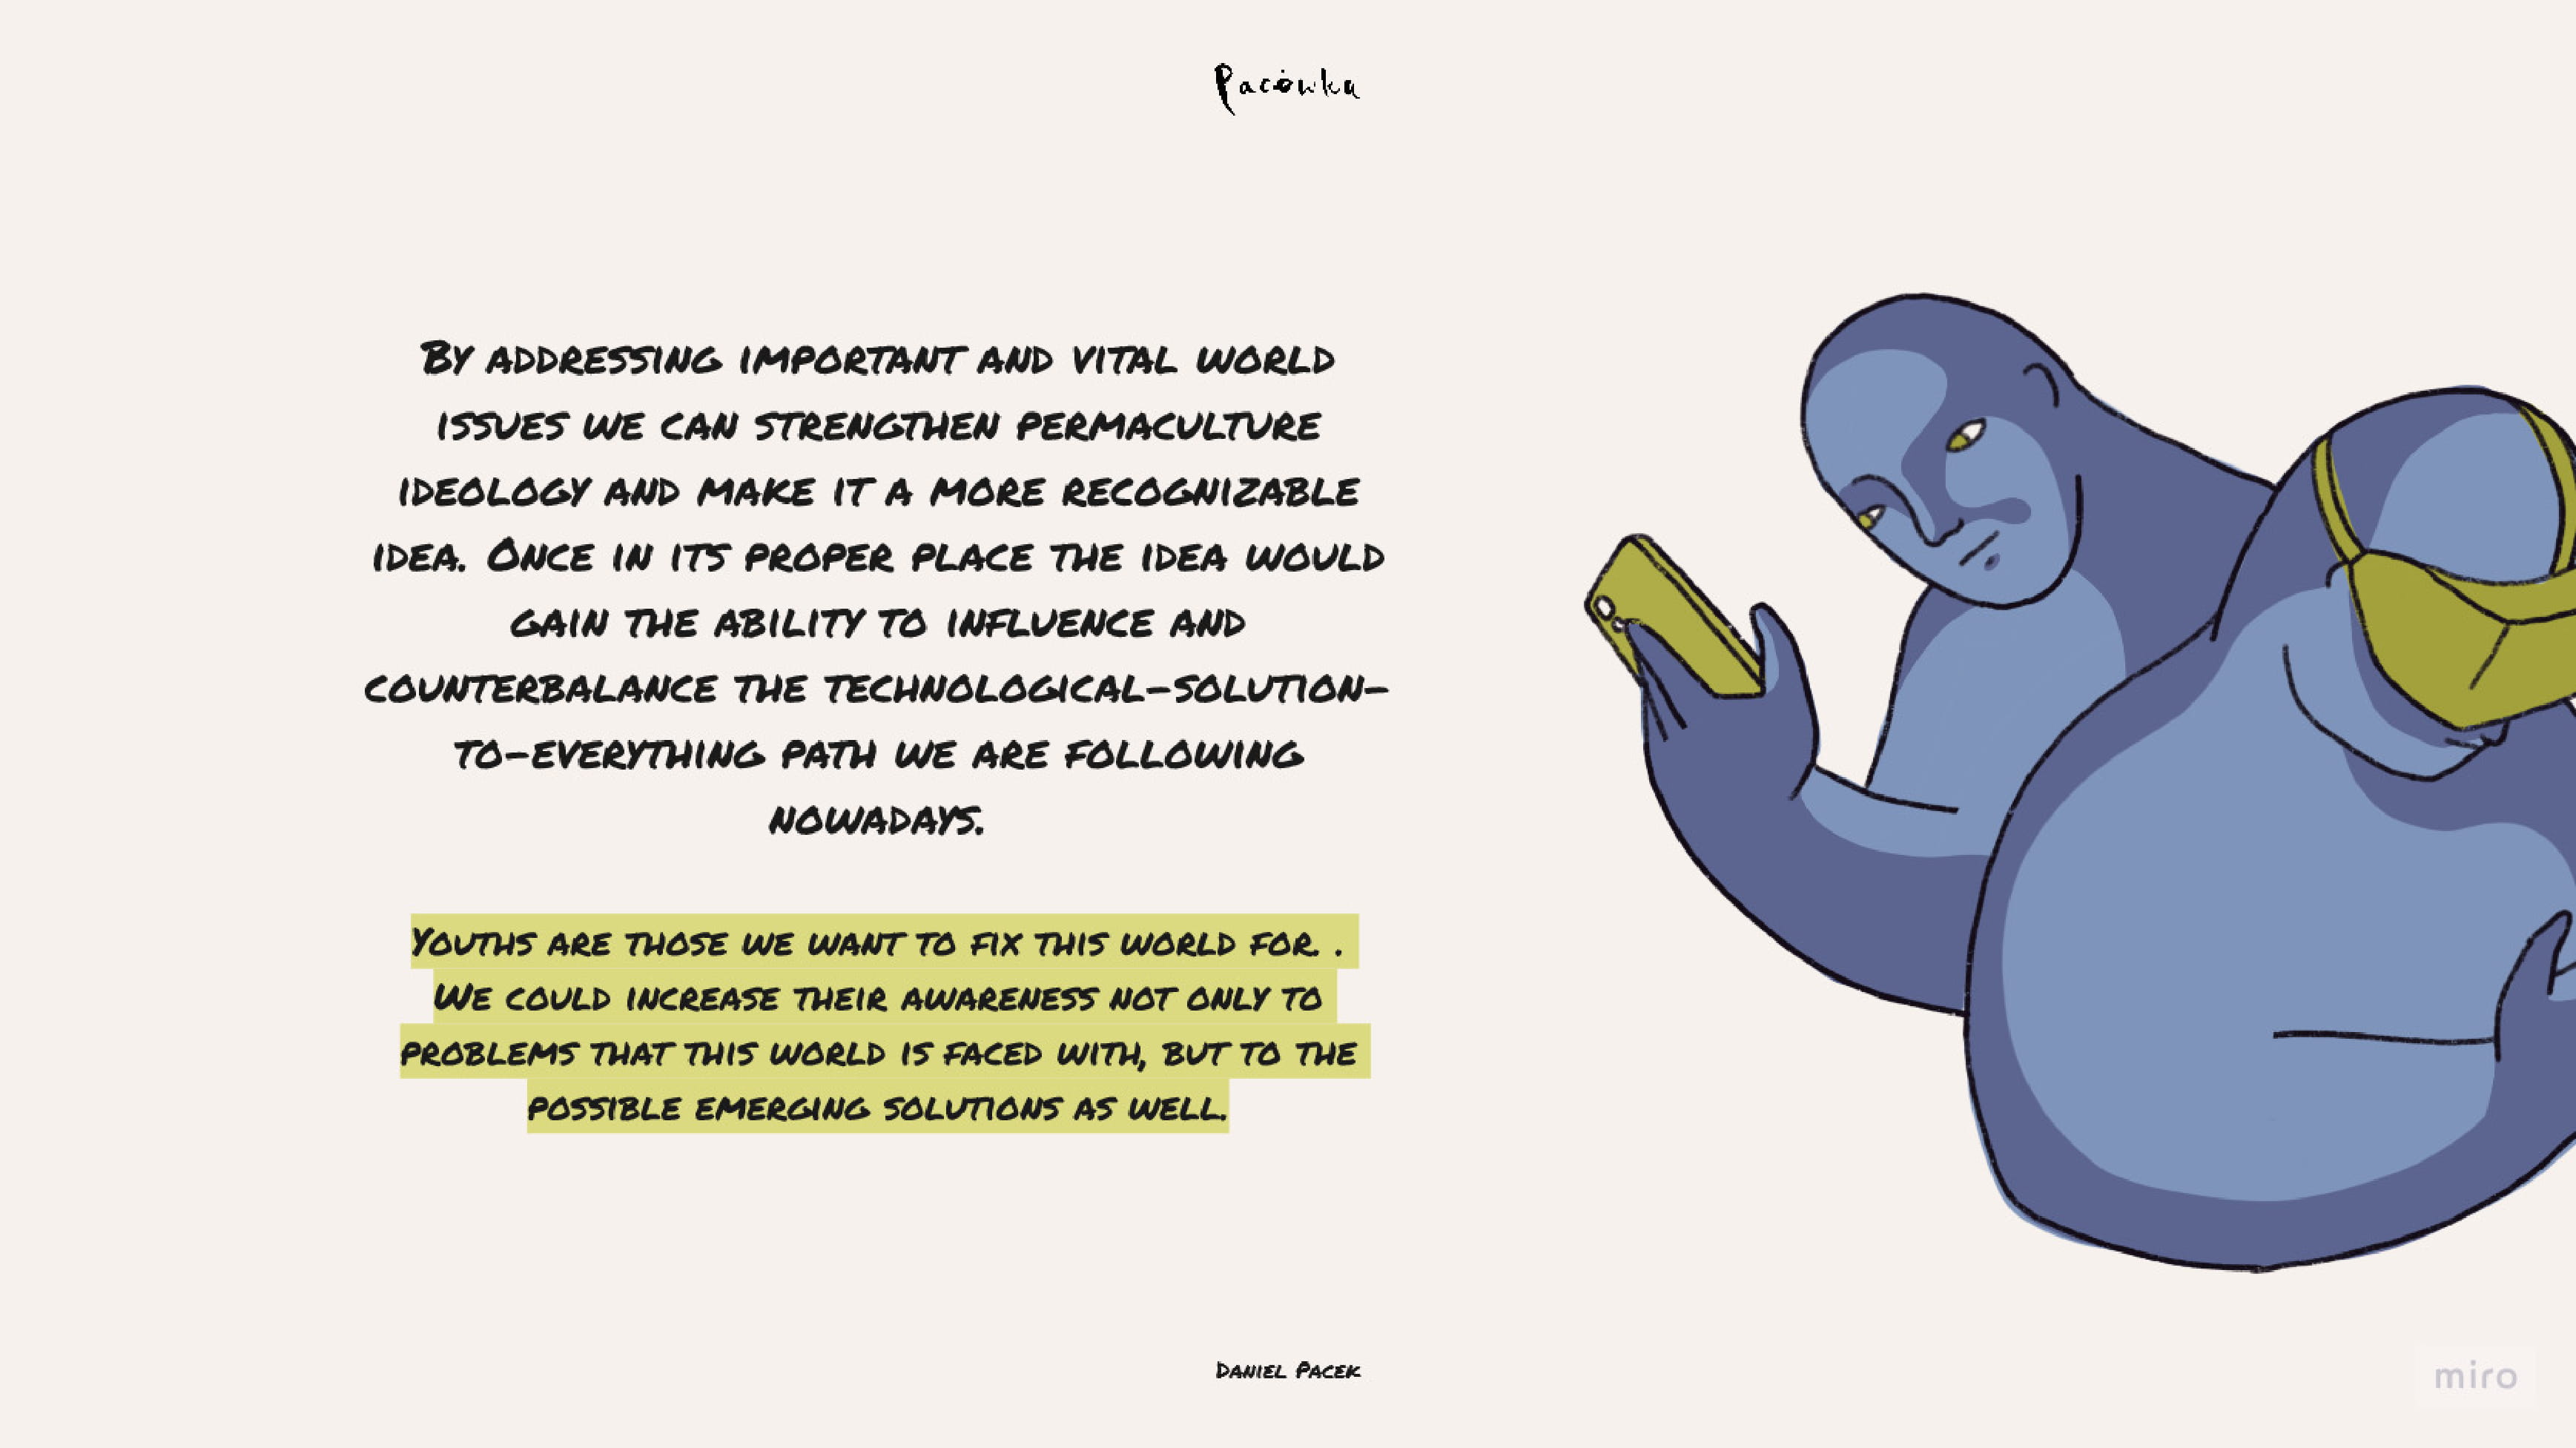 Pacówka
By addressing important and vital world
issues we can strengthen permaculture
ideology and make it a more recognizable
idea. Once in its proper place the idea would
gain the ability to influence and
counterbalance the technological-solution-
to-everything path we are following
nowadays.
Youths are those we want to fix this world for. .
We could increase their awareness not only to
problems that this world is faced with, but to the
possible emerging solutions as well.
Daniel Pacek
miro